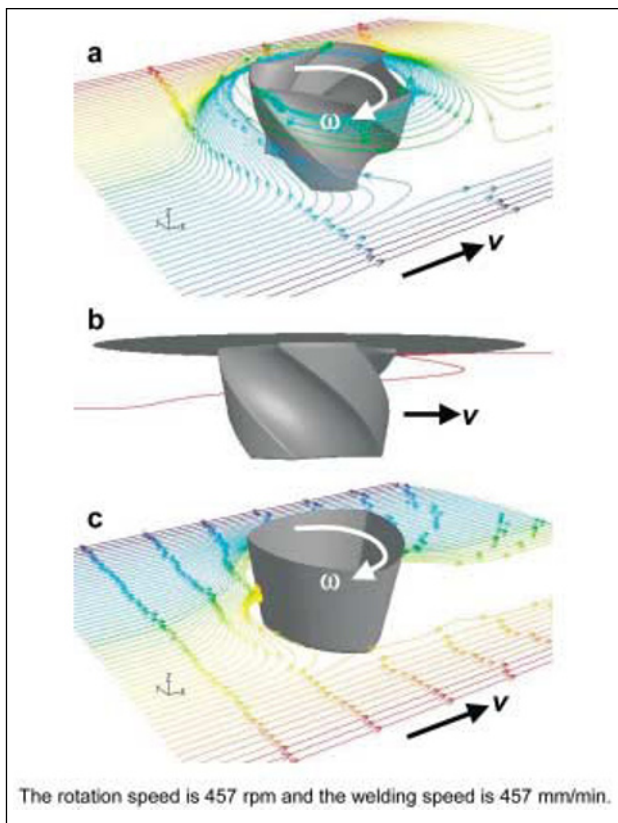 a
ω
v
b
v
c
ω
v
The rotation speed is 457 rpm and the welding speed is 457 mm/min.